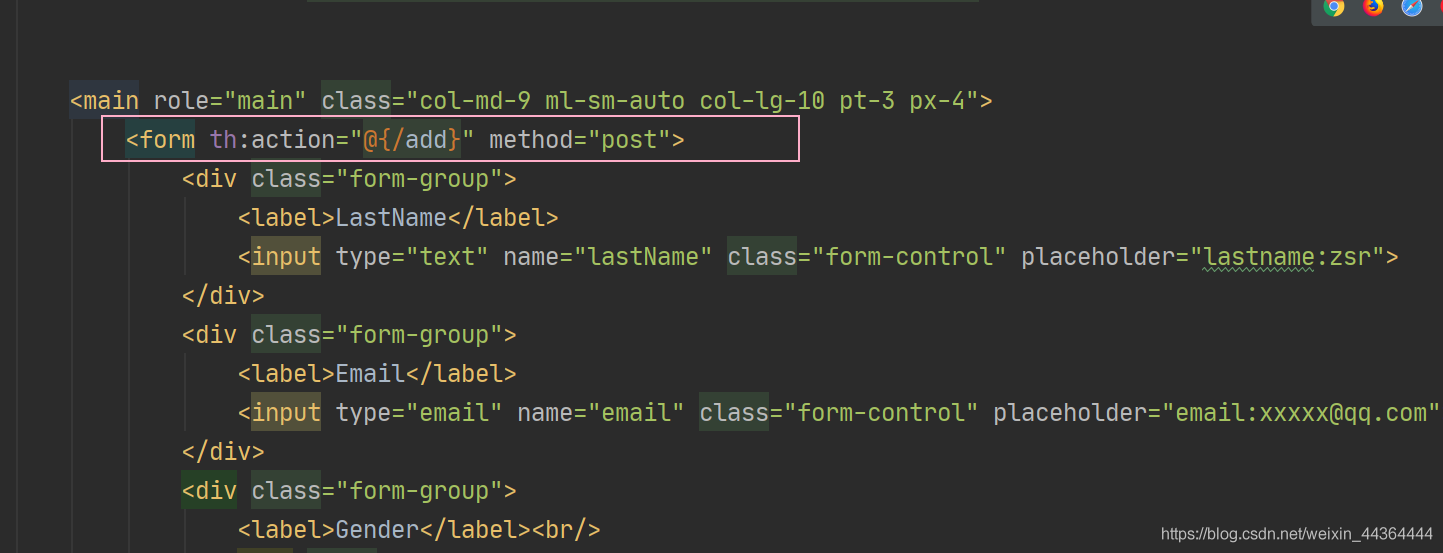 <main role="main" class="col-md-9 ml-sm-auto col-lg-10 pt-3 px-4">
<form th:action="@{/add}" method="post">
<div class="form-group">
<label>LastName</label>
<input type="text" name="lastName" class="form-control" placeholder="lastname:zsr">
</div>
<div class="form-group">
<label>Email</label>
<input type="email" name="email" class="form-control" placeholder="email:xxxxx@qq.com"
</div>
<div class="form-group">
<label>Gender</label><br/>
https://blog.csdn.net/weixin_44364444